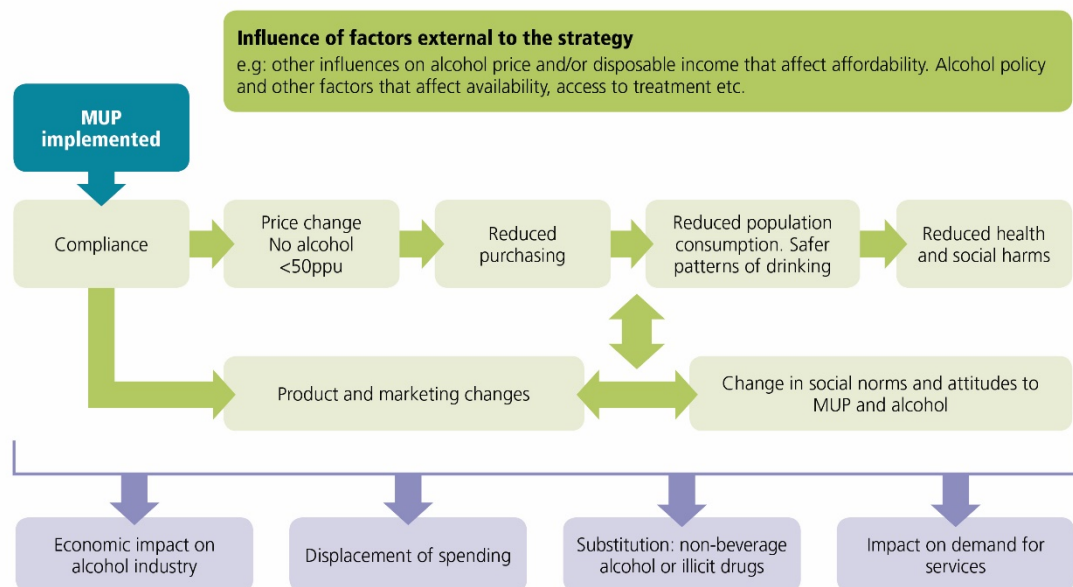 Influence of factors external to the strategy
e.g: other influences on alcohol price and/or disposable income that affect affordability. Alcohol policy
and other factors that affect availability, access to treatment etc.
MUP
implemented
Compliance
Price change
No alcohol
<50ppu
Reduced
purchasing
Reduced population
consumption. Safer
patterns of drinking
Reduced health
and social harms
Product and marketing changes
Change in social norms and attitudes to
MUP and alcohol
Economic impact on
alcohol industry
Displacement of spending
Substitution: non-beverage
alcohol or illicit drugs
Impact on demand for
services